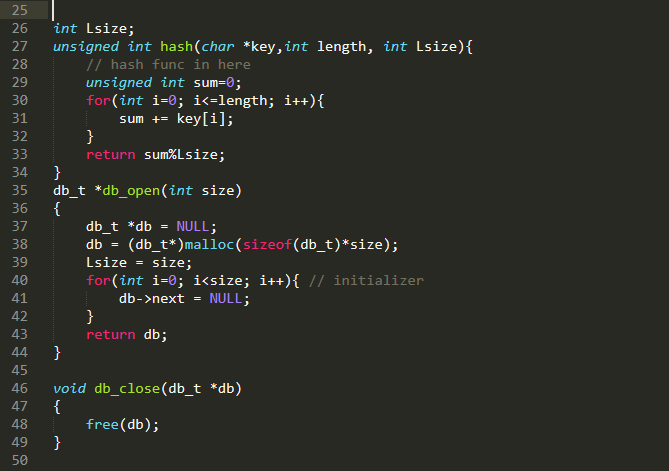 25
26 int Lsize;
27 unsigned int hash(char *key,int length, int Lsize){
28     // hash func in here
29     unsigned int sum=0;
30     for(int i=0; i<=length; i++){
31         sum += key[i];
32     }
33     return sum%Lsize;
34 }
35 db_t *db_open(int size)
36 {
37     db_t *db = NULL;
38     db = (db_t*)malloc(sizeof(db_t)*size);
39     Lsize = size;
40     for(int i=0; i<size; i++){ // initializer
41         db->next = NULL;
42     }
43     return db;
44 }
45
46 void db_close(db_t *db)
47 {
48     free(db);
49 }
50